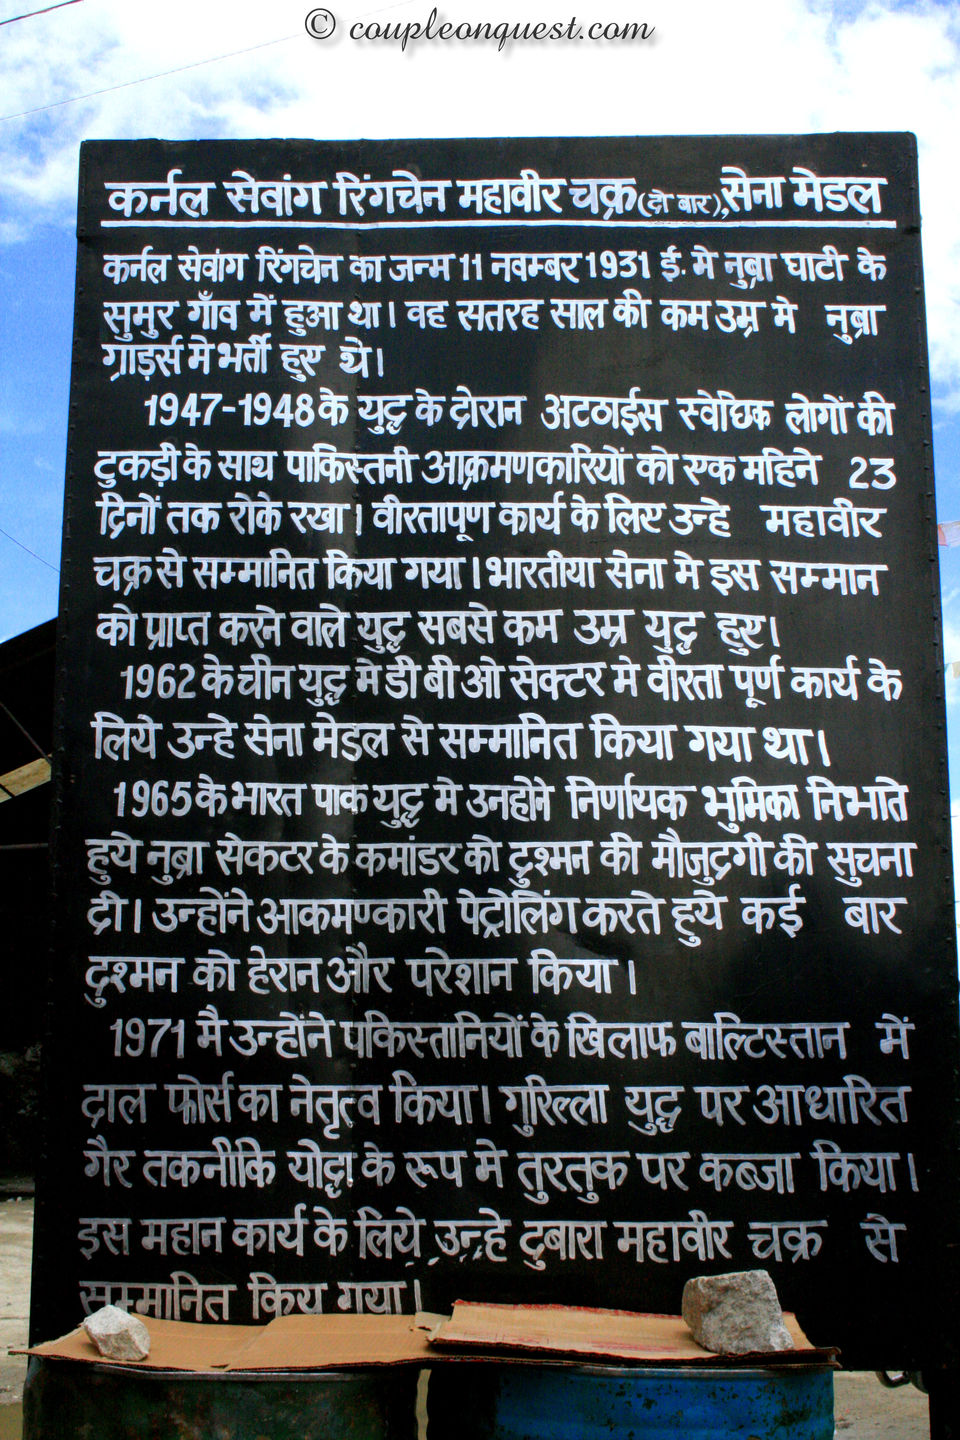 © coupleonquest.com
कर्नल सेवांग रिंगचेन महावीर चक्र(दो बार),सेना मेडल
कर्नल सेवांग रिंगचेन का जन्म 11 नवम्बर 1931 ई. मे नुब्रा घाटी के
सुमुर गाँव में हुआ था। वह सतरह साल की कम उम्र मे नुब्रा
ग्राड्र्स मे भर्ती हुए थे।
1947-1948 के युद्ध के दोरान अटठाईस स्वेछिक लोगों की
टुकड़ी के साथ पाकिस्तनी आक्रमणकारियों को एक महिने 23
दिनों तक रोके रखा। वीरतापूण कार्य के लिए उन्हे महावीर
चक्र से सम्मानित किया गया। भारतीया सेना मे इस सम्मान
को प्राप्त करने वाले युद्ध सबसे कम उम्र युद्ध हुए।
1962 के चीन युद्ध मे डी बी ओ सेक्टर मे वीरता पूर्ण कार्य के
लिये उन्हे सेना मेडल से सम्मानित किया गया था।
1965 के भारत पाक युद्ध मे उनहोने निर्णायक भुमिका निभाते
हुये नुब्रा सेकटर के कमांडर को दुश्मन की मौजुदगी की सुचना
दी। उन्होंने आकमण्कारी पेट्रोलिंग करते हुये कई बार
दुश्मन को हेरान और परेशान किया।
1971 मै उन्होंने पकिस्तानियों के खिलाफ बाल्टिस्तान में
दाल फोर्स का नेतृत्व किया। गुरिल्ला युद्ध पर आधारित
गैर तकनीकि योद्धा के रूप मे तुरतुक पर कब्जा किया।
इस महान कार्य के लिये उन्हे दुबारा महावीर चक्र से
सम्मानित किय गया।